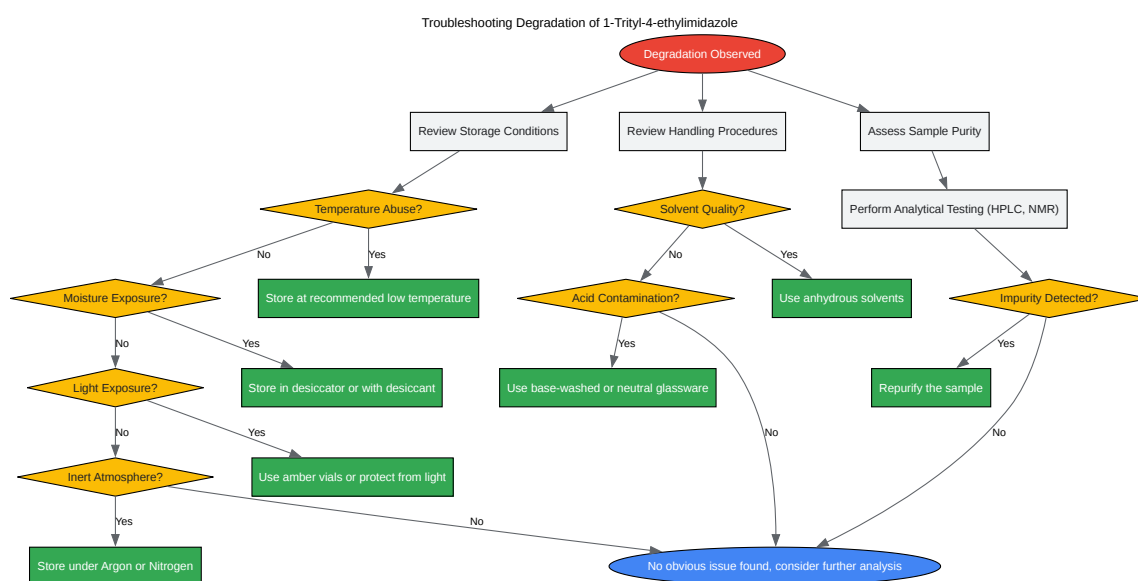 Troubleshooting Degradation of 1-Trityl-4-ethylimidazole
Degradation Observed
Review Storage Conditions
Review Handling Procedures
Assess Sample Purity
Temperature Abuse?
Solvent Quality?
Perform Analytical Testing (HPLC, NMR)
No
Yes
No
Yes
Moisture Exposure?
Store at recommended low temperature
Acid Contamination?
Use anhydrous solvents
Impurity Detected?
No
Yes
Yes
Yes
Light Exposure?
Store in desiccator or with desiccant
Use base-washed or neutral glassware
Repurify the sample
No
Yes
No
No
Inert Atmosphere?
Use amber vials or protect from light
Yes
No
Store under Argon or Nitrogen
No obvious issue found, consider further analysis